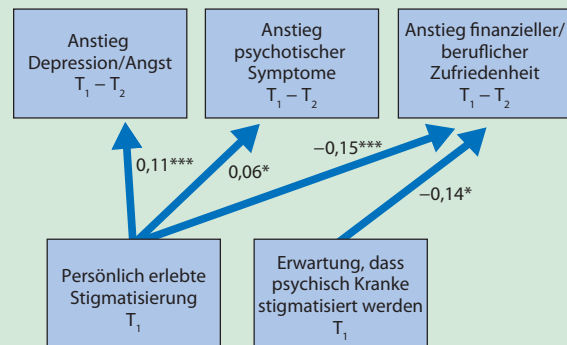 Anstieg
Depression/Angst
T₁ – T₂
Anstieg
psychotischer
Symptome
T₁ – T₂
Anstieg finanzieller/
beruflicher
Zufriedenheit
T₁ – T₂
0,11***
0,06*
–0,15***
–0,14*
Persönlich erlebte
Stigmatisierung
T₁
Erwartung, dass
psychisch Kranke
stigmatisiert werden
T₁